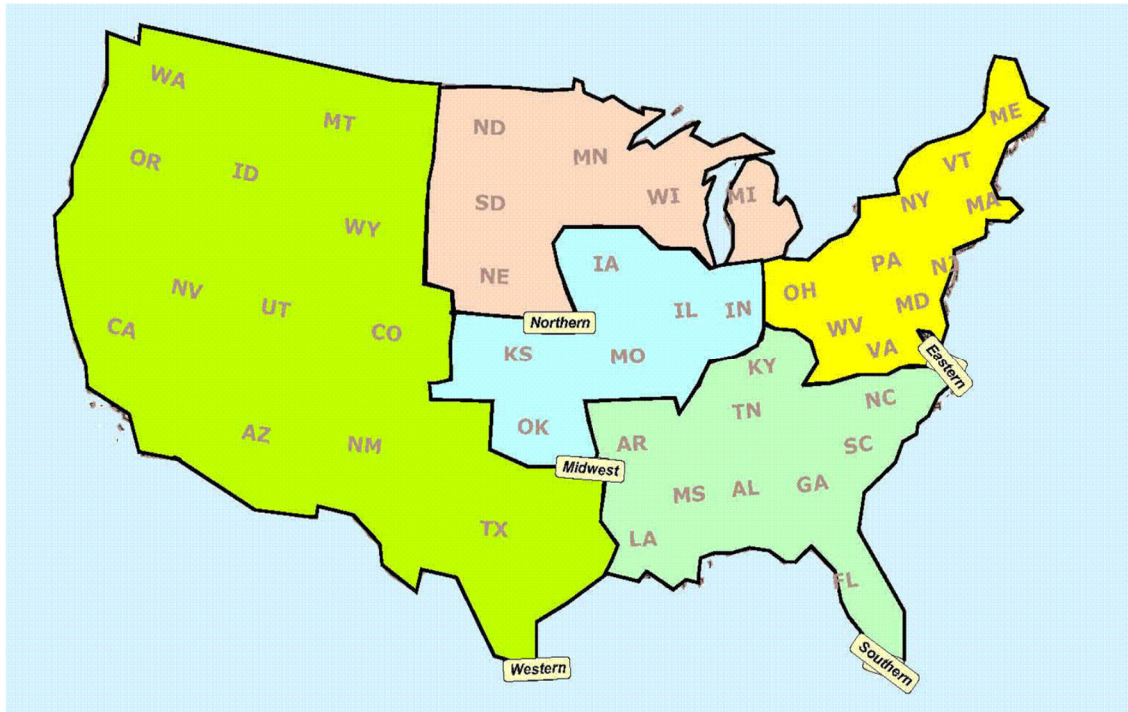 WA
MT
ND
MN
ME
OR
ID
VT
WY
SD
WI
MI
NY
MA
NE
IA
PA
NJ
NV
UT
OH
MD
CA
CO
IL
IN
WV
VA
Northern
Eastern
KS
MO
KY
TN
NC
AZ
NM
OK
AR
SC
Midwest
MS
AL
GA
TX
LA
FL
Western
Southern